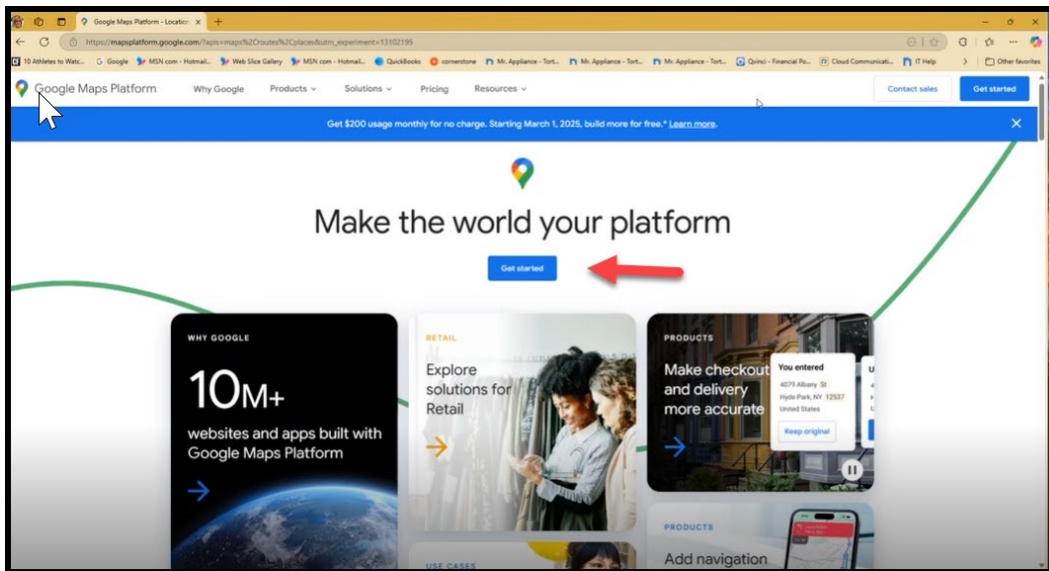 Google Maps Platform - Location
https://mapsplatform.google.com/?apis=maps%2Croutes%2Cplaces&utm_experiment=13102195
10 Athletes to Watc... Google MSN com - Hotmail... Web Slice Gallery MSN com - Hotmail... QuickBooks cornerstone Mr. Appliance - Tort... Mr. Appliance - Tort... Mr. Appliance - Tort... Qvinci - Financial Po... Cloud Communicati... IT Help Other favorites
Google Maps Platform Why Google Products Solutions Pricing Resources Contact sales Get started
Get $200 usage monthly for no charge. Starting March 1, 2025, build more for free.* Learn more.
Make the world your platform
Get started
WHY GOOGLE
10M+
websites and apps built with
Google Maps Platform
RETAIL
Explore
solutions for
Retail
PRODUCTS
Make checkout
and delivery
more accurate
You entered
4079 Albany St
Hyde Park, NY 12537
United States
Keep original
USE CASES
PRODUCTS
Add navigation